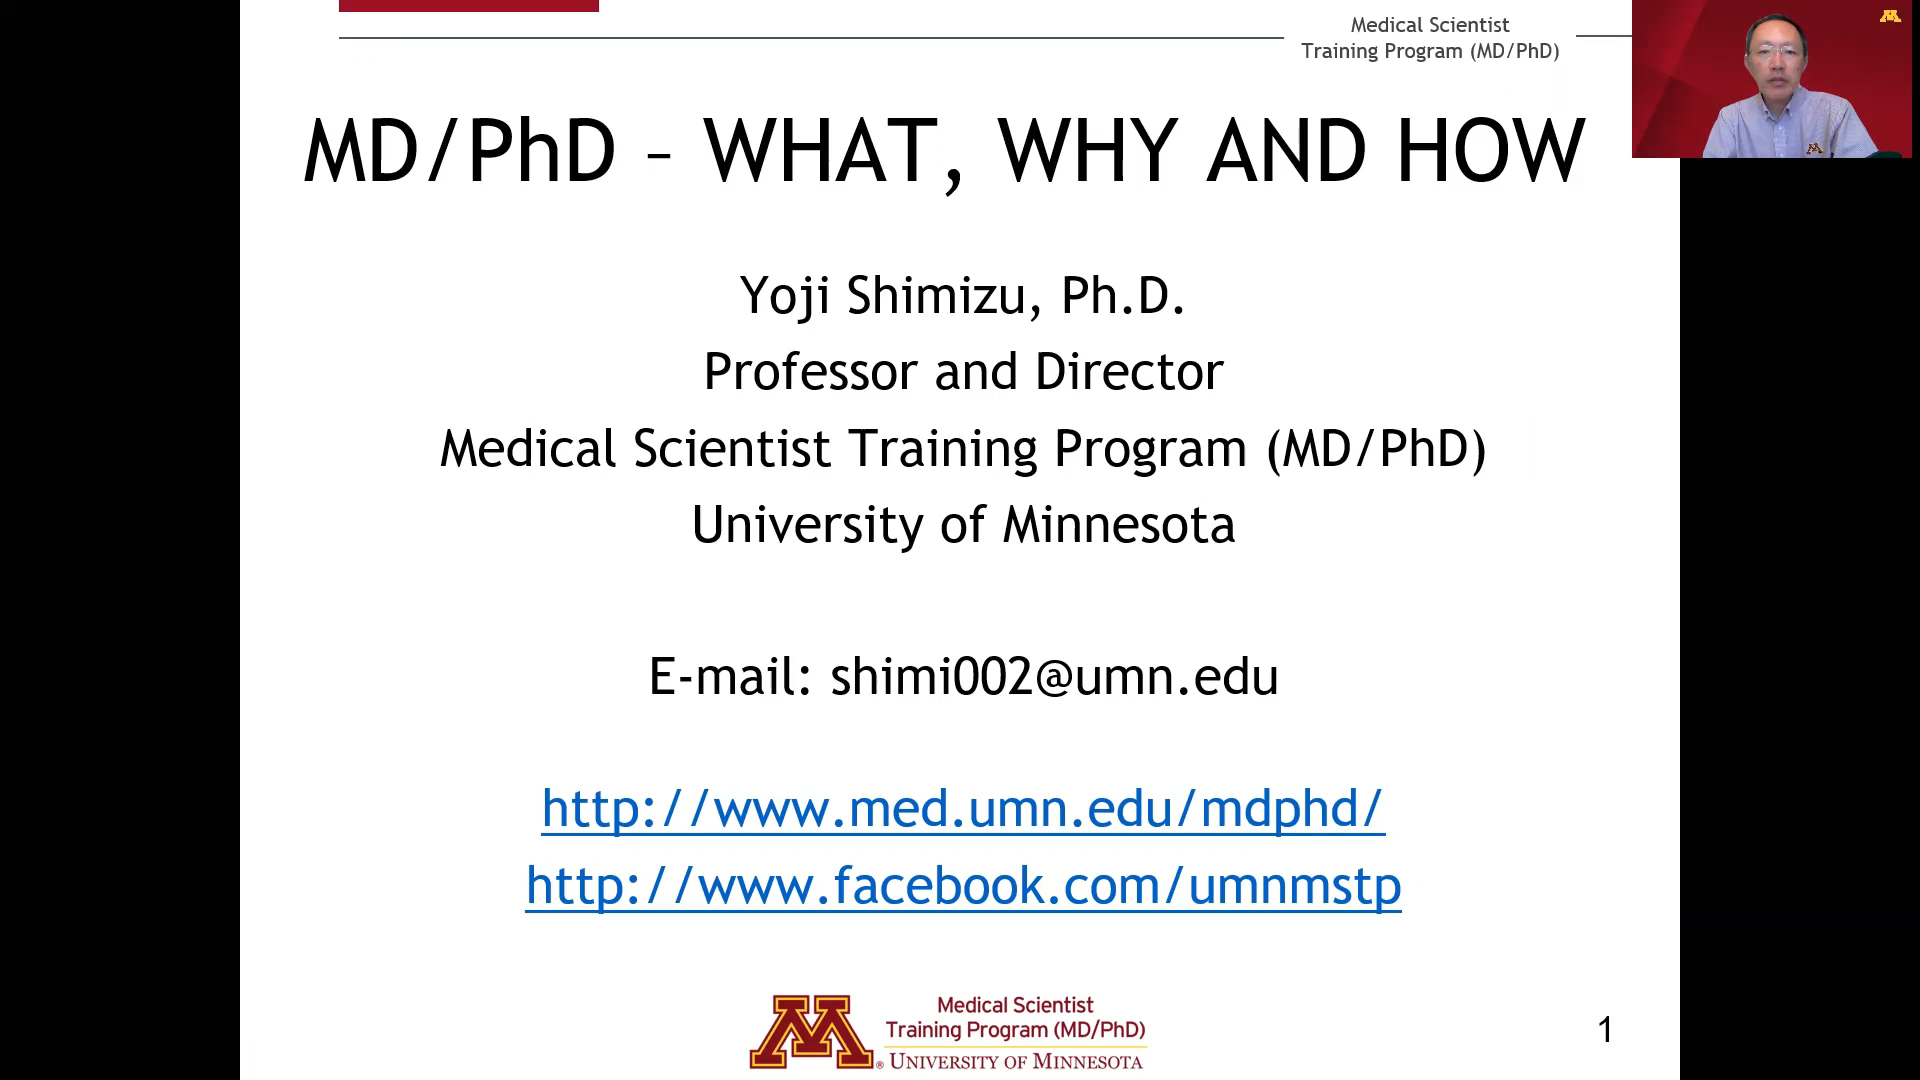 Medical Scientist
Training Program (MD/PhD)
MD/PhD – WHAT, WHY AND HOW
Yoji Shimizu, Ph.D.
Professor and Director
Medical Scientist Training Program (MD/PhD)
University of Minnesota
E-mail: shimi002@umn.edu
http://www.med.umn.edu/mdphd/
http://www.facebook.com/umnmstp
M
M
M® Medical Scientist
Training Program (MD/PhD)
UNIVERSITY OF MINNESOTA
1